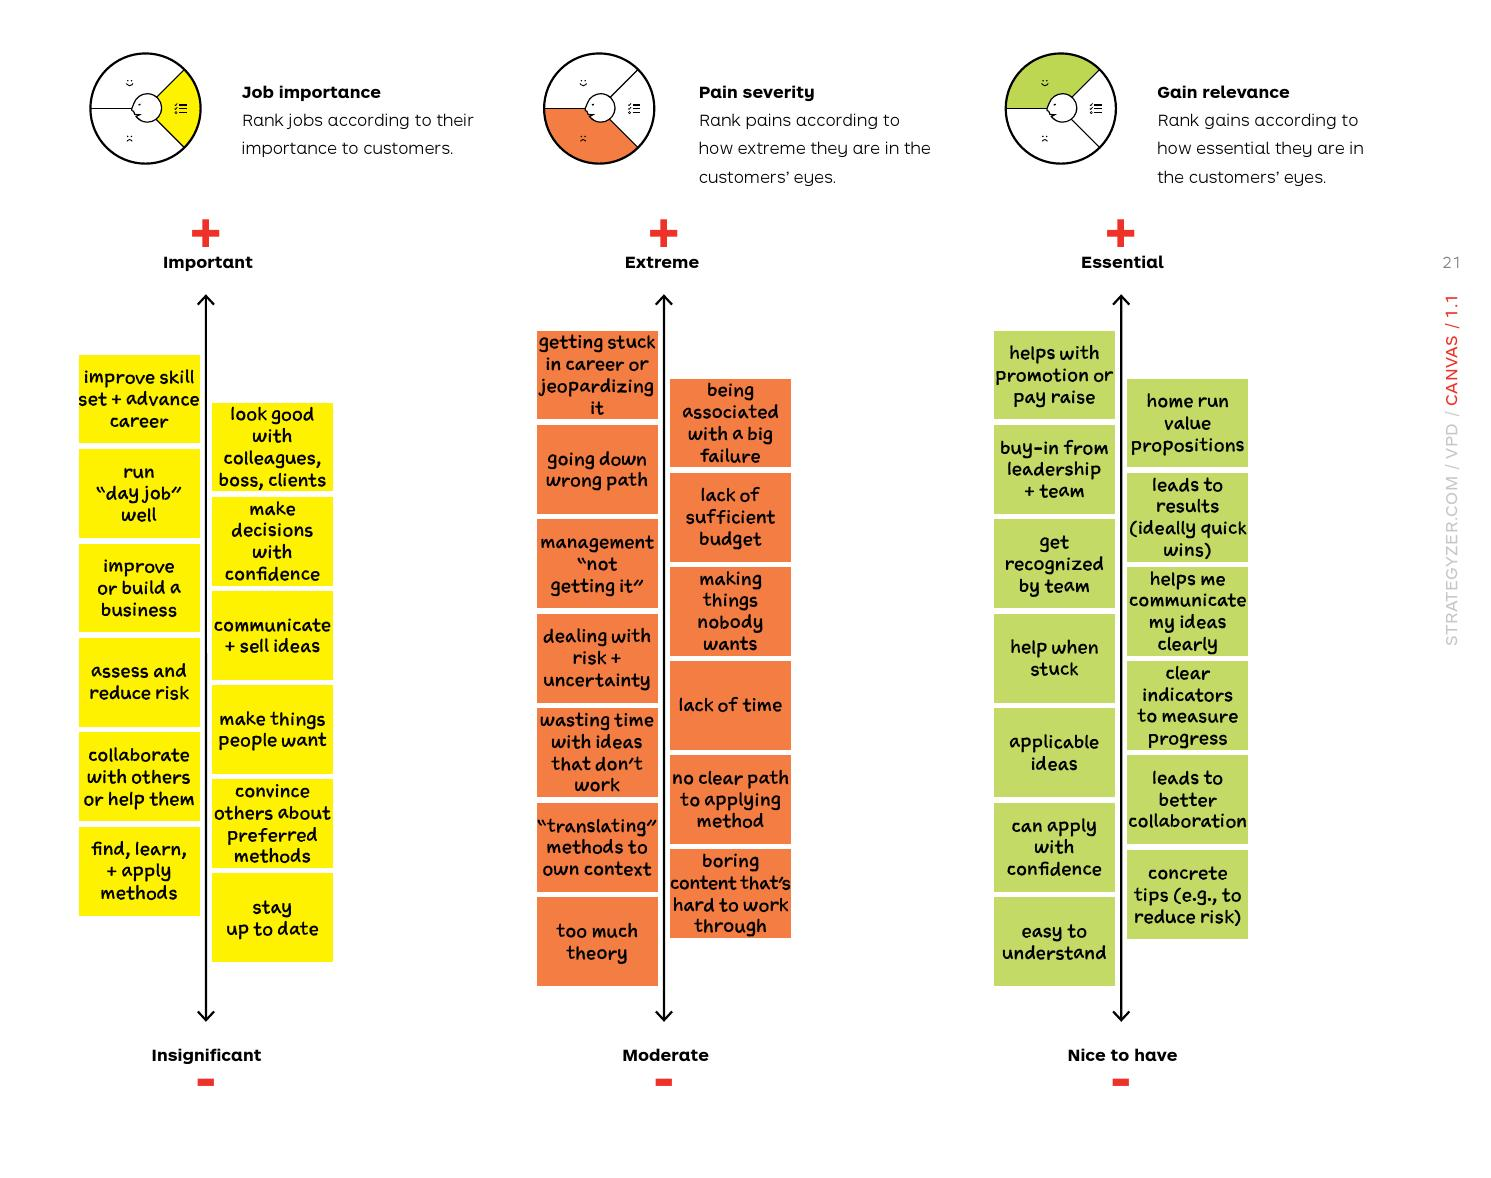 Job importance
Rank jobs according to their
importance to customers.
+
Important
improve skill
set + advance
career
look good
with
colleagues,
boss, clients
run
“day job”
well
make
decisions
with
confidence
improve
or build a
business
communicate
+ sell ideas
assess and
reduce risk
make things
people want
collaborate
with others
or help them
convince
others about
preferred
methods
find, learn,
+ apply
methods
stay
up to date
Insignificant
-
Pain severity
Rank pains according to
how extreme they are in the
customers’ eyes.
+
Extreme
getting stuck
in career or
jeopardizing
it
being
associated
with a big
failure
going down
wrong path
lack of
sufficient
budget
management
“not
getting it”
making
things
nobody
wants
dealing with
risk +
uncertainty
lack of time
wasting time
with ideas
that don’t
work
no clear path
to applying
method
“translating”
methods to
own context
boring
content that’s
hard to work
through
too much
theory
Moderate
-
Gain relevance
Rank gains according to
how essential they are in
the customers’ eyes.
+
Essential
helps with
promotion or
pay raise
home run
value
propositions
buy-in from
leadership
+ team
leads to
results
(ideally quick
wins)
get
recognized
by team
helps me
communicate
my ideas
clearly
help when
stuck
clear
indicators
to measure
progress
applicable
ideas
leads to
better
collaboration
can apply
with
confidence
concrete
tips (e.g., to
reduce risk)
easy to
understand
Nice to have
-
21
STRATEGYZER.COM / VPD / CANVAS / 1.1